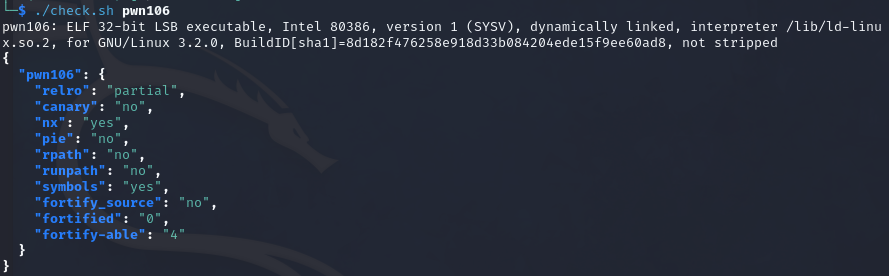 └─$ ./check.sh pwn106
pwn106: ELF 32-bit LSB executable, Intel 80386, version 1 (SYSV), dynamically linked, interpreter /lib/ld-linu
x.so.2, for GNU/Linux 3.2.0, BuildID[sha1]=8d182f476258e918d33b084204ede15f9ee60ad8, not stripped
{
  "pwn106": {
    "relro": "partial",
    "canary": "no",
    "nx": "yes",
    "pie": "no",
    "rpath": "no",
    "runpath": "no",
    "symbols": "yes",
    "fortify_source": "no",
    "fortified": "0",
    "fortify-able": "4"
  }
}